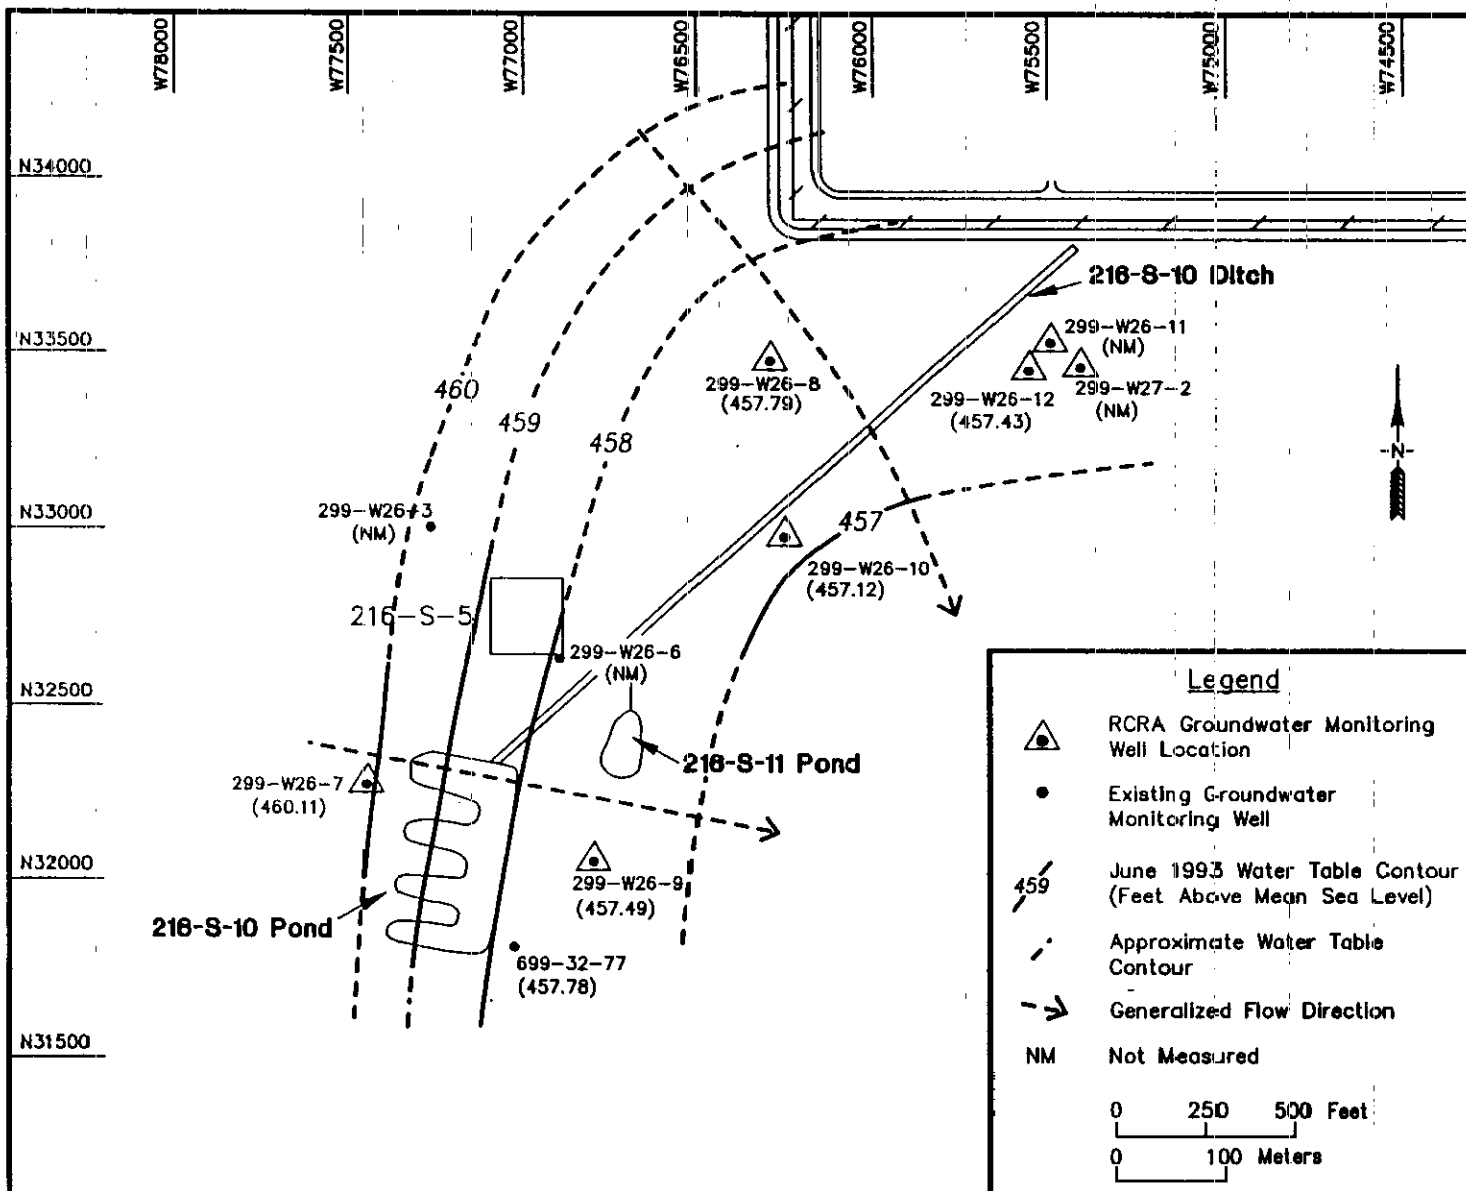 W78000
W77500
W77000
W76500
W76000
W75500
W75000
W74500
N34000
N33500
N33000
N32500
N32000
N31500
216-S-10 Ditch
299-W26-11
(NM)
299-W26-8
(457.79)
299-W26-12
(457.43)
299-W27-2
(NM)
460
459
458
457
-N-
299-W26-3
(NM)
299-W26-10
(457.12)
216-S-5
299-W26-6
(NM)
216-S-11 Pond
299-W26-7
(460.11)
299-W26-9
(457.49)
216-S-10 Pond
699-32-77
(457.78)
Legend
RCRA Groundwater Monitoring
Well Location
Existing Groundwater
Monitoring Well
459
June 1993 Water Table Contour
(Feet Above Mean Sea Level)
Approximate Water Table
Contour
Generalized Flow Direction
NM Not Measured
0 250 500 Feet
0 100 Meters